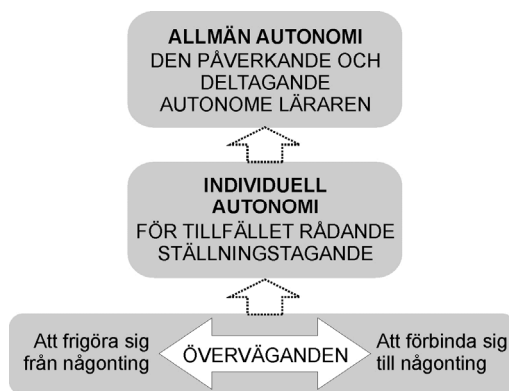 ALLMÄN AUTONOMI
DEN PÅVERKANDE OCH
DELTAGANDE
AUTONOME LÄRAREN
INDIVIDUELL
AUTONOMI
FÖR TILLFÄLLET RÅDANDE
STÄLLNINGSTAGANDE
Att frigöra sig
från någonting
ÖVERVÄGANDEN
Att förbinda sig
till någonting